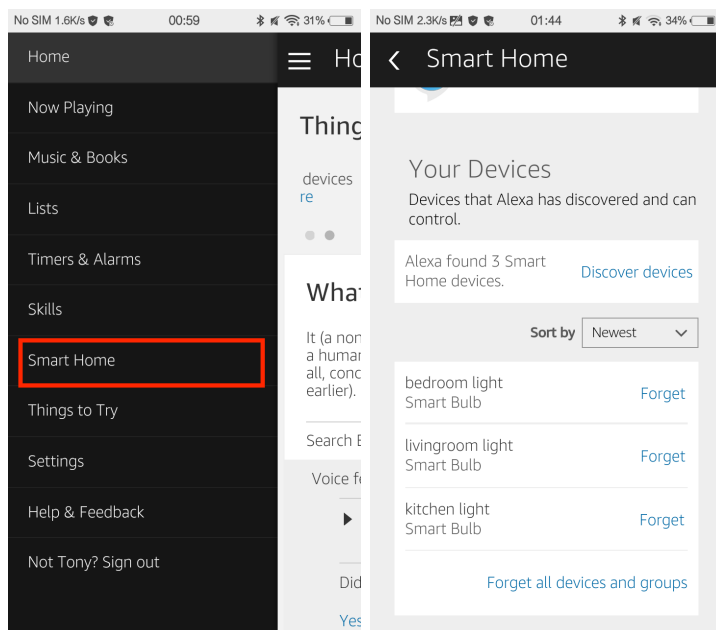 No SIM 1.6K/s 00:59 31%
Home
Now Playing
Music & Books
Lists
Timers & Alarms
Skills
Smart Home
Things to Try
Settings
Help & Feedback
Not Tony? Sign out
Ho
Thing
devices
re
What
It (a non
a human
all, conc
earlier).
Search B
Voice fe
Did
Yes
No SIM 2.3K/s 01:44 34%
Smart Home
Your Devices
Devices that Alexa has discovered and can
control.
Alexa found 3 Smart
Home devices.
Discover devices
Sort by Newest
bedroom light
Smart Bulb
Forget
livingroom light
Smart Bulb
Forget
kitchen light
Smart Bulb
Forget
Forget all devices and groups